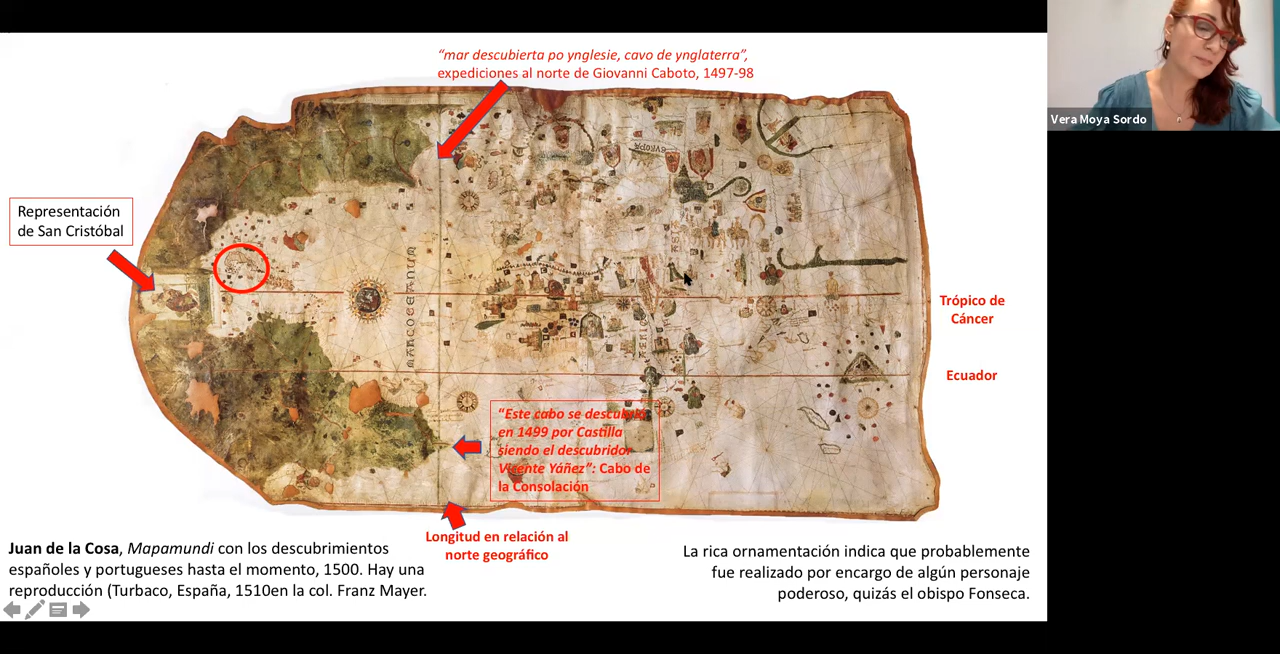 “mar descubierta po ynglesie, cavo de ynglaterra”,
expediciones al norte de Giovanni Caboto, 1497-98
Vera Moya Sordo
Representación
de San Cristóbal
EVROPA
MAR OCEANUM
Trópico de
Cáncer
Ecuador
“Este cabo se descubrió
en 1499 por Castilla
siendo el descubridor
Vicente Yáñez”: Cabo de
la Consolación
Longitud en relación al
norte geográfico
Juan de la Cosa, Mapamundi con los descubrimientos
españoles y portugueses hasta el momento, 1500. Hay una
reproducción (Turbaco, España, 1510en la col. Franz Mayer.
La rica ornamentación indica que probablemente
fue realizado por encargo de algún personaje
poderoso, quizás el obispo Fonseca.